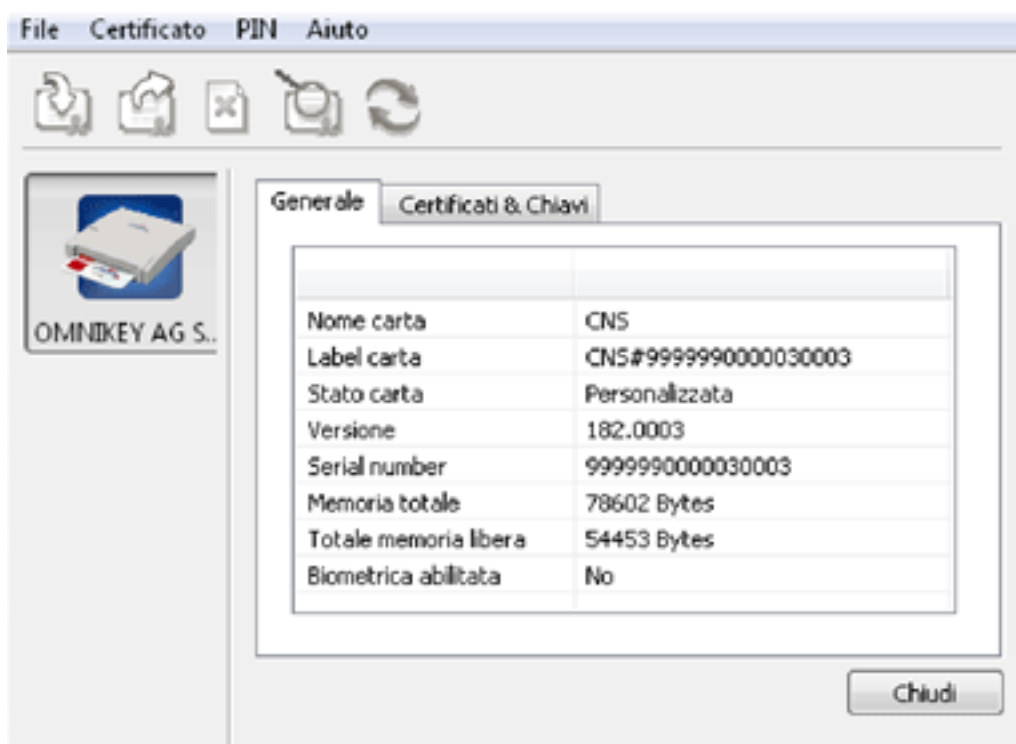 File Certificato PIN Aiuto
OMNIKEY AG S..
Generale Certificati & Chiavi
Nome carta CNS
Label carta CNS#9999990000030003
Stato carta Personalizzata
Versione 182.0003
Serial number 9999990000030003
Memoria totale 78602 Bytes
Totale memoria libera 54453 Bytes
Biometrica abilitata No
Chiudi